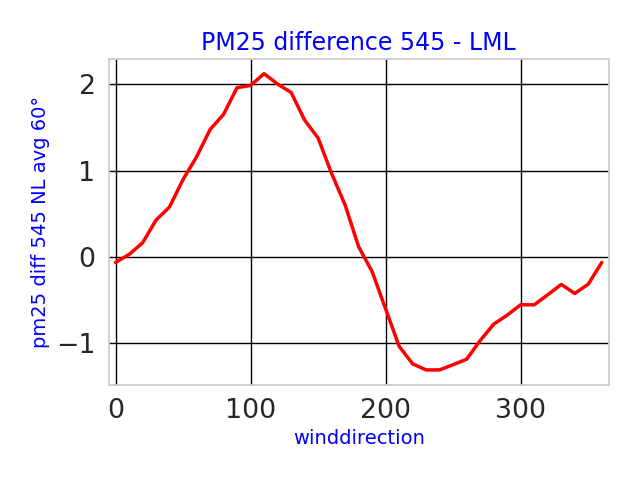 PM25 difference 545 - LML
pm25 diff 545 NL avg 60°
2
1
0
−1
0 100 200 300
winddirection